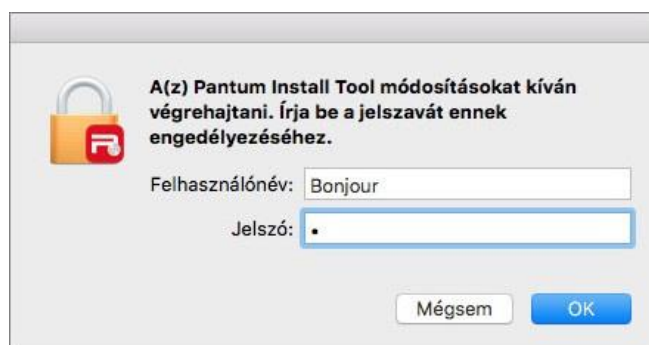 A(z) Pantum Install Tool módosításokat kíván
végrehajtani. Írja be a jelszavát ennek
engedélyezéséhez.
Felhasználónév: Bonjour
Jelszó: •
Mégsem OK